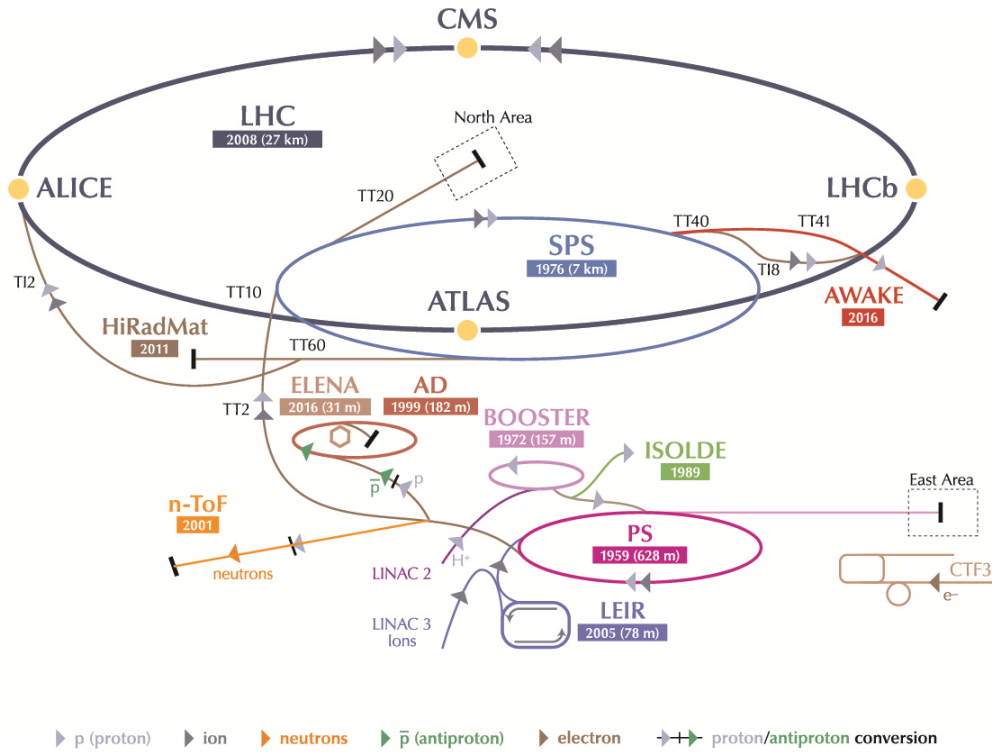 CMS
LHC
2008 (27 km)
North Area
ALICE
LHCb
TT20
TT40
TT41
SPS
1976 (7 km)
TI8
TI2
TT10
ATLAS
AWAKE
2016
HiRadMat
2011
TT60
ELENA
2016 (31 m)
AD
1999 (182 m)
TT2
BOOSTER
1972 (157 m)
ISOLDE
1989
p̅
p
East Area
n-ToF
2001
PS
1959 (628 m)
neutrons
LINAC 2
H⁺
CTF3
e–
LEIR
2005 (78 m)
LINAC 3
Ions
p (proton)
ion
neutrons
p̅ (antiproton)
electron
proton/antiproton conversion